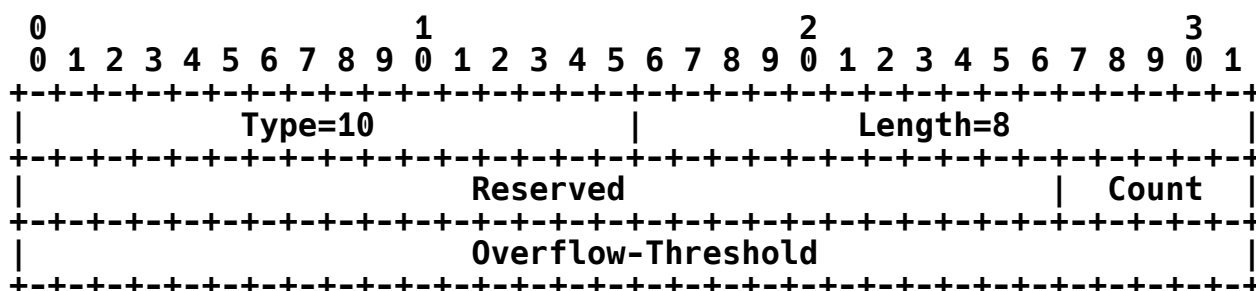 0                   1                   2                   3
 0 1 2 3 4 5 6 7 8 9 0 1 2 3 4 5 6 7 8 9 0 1 2 3 4 5 6 7 8 9 0 1
+-+-+-+-+-+-+-+-+-+-+-+-+-+-+-+-+-+-+-+-+-+-+-+-+-+-+-+-+-+-+-+-+
|           Type=10             |           Length=8            |
+-+-+-+-+-+-+-+-+-+-+-+-+-+-+-+-+-+-+-+-+-+-+-+-+-+-+-+-+-+-+-+-+
|                       Reserved                      |  Count  |
+-+-+-+-+-+-+-+-+-+-+-+-+-+-+-+-+-+-+-+-+-+-+-+-+-+-+-+-+-+-+-+-+
|                       Overflow-Threshold                      |
+-+-+-+-+-+-+-+-+-+-+-+-+-+-+-+-+-+-+-+-+-+-+-+-+-+-+-+-+-+-+-+-+